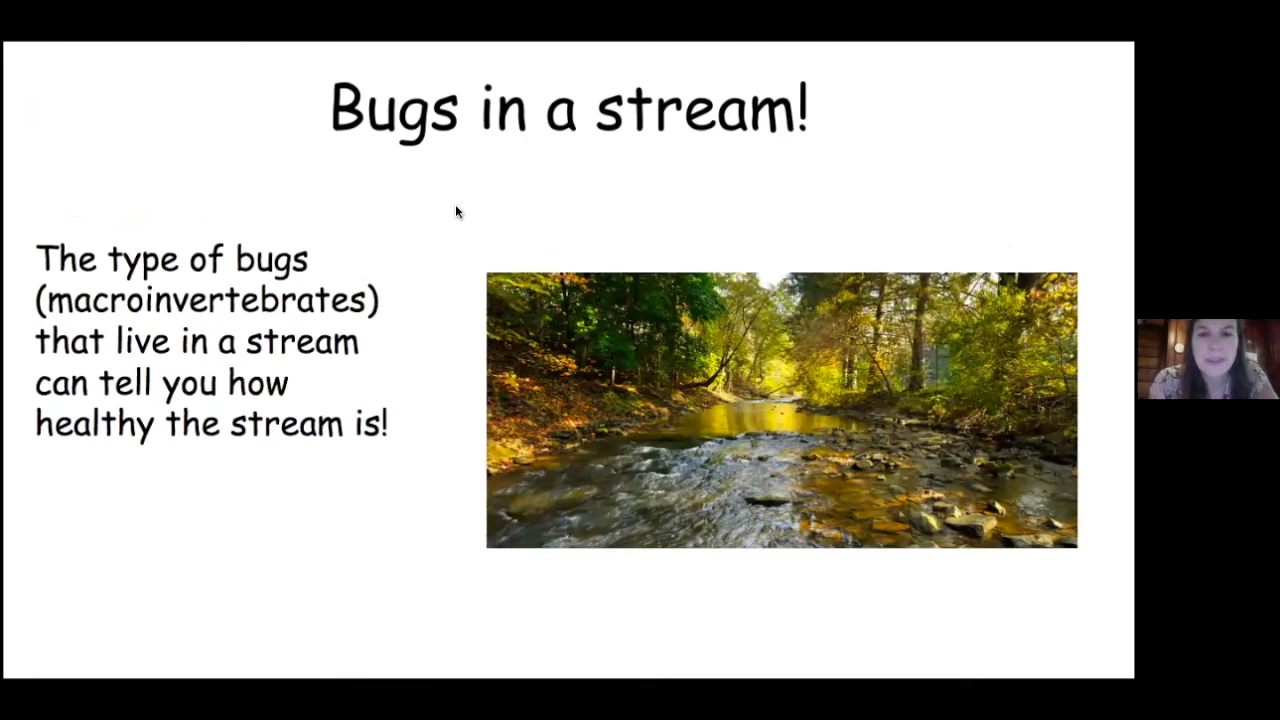 Bugs in a stream!
The type of bugs
(macroinvertebrates)
that live in a stream
can tell you how
healthy the stream is!